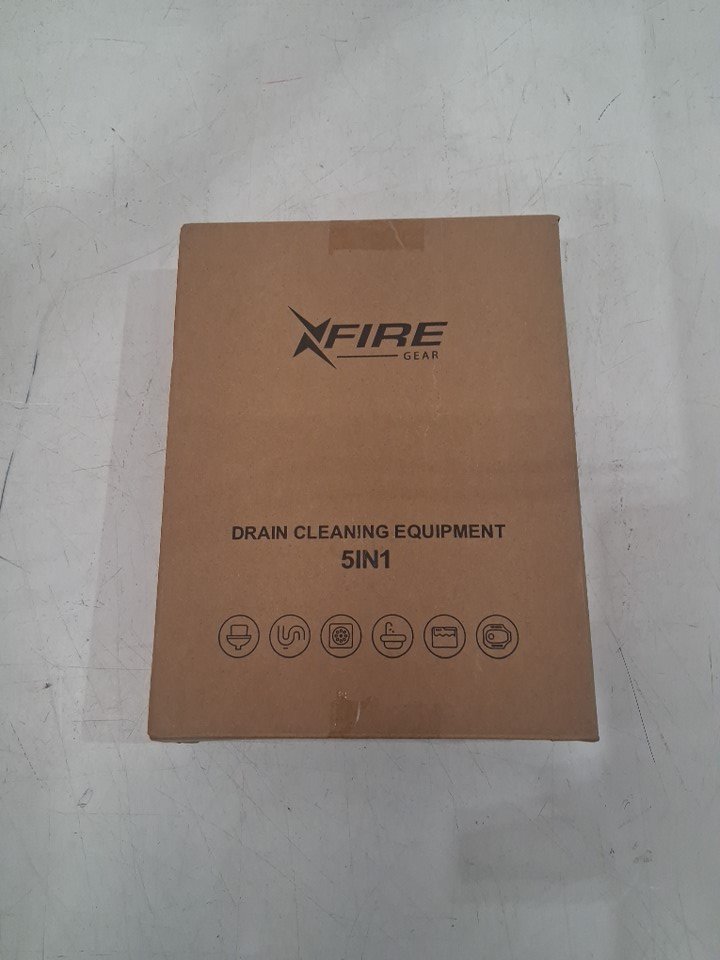 XFIRE
GEAR
DRAIN CLEANING EQUIPMENT
5IN1